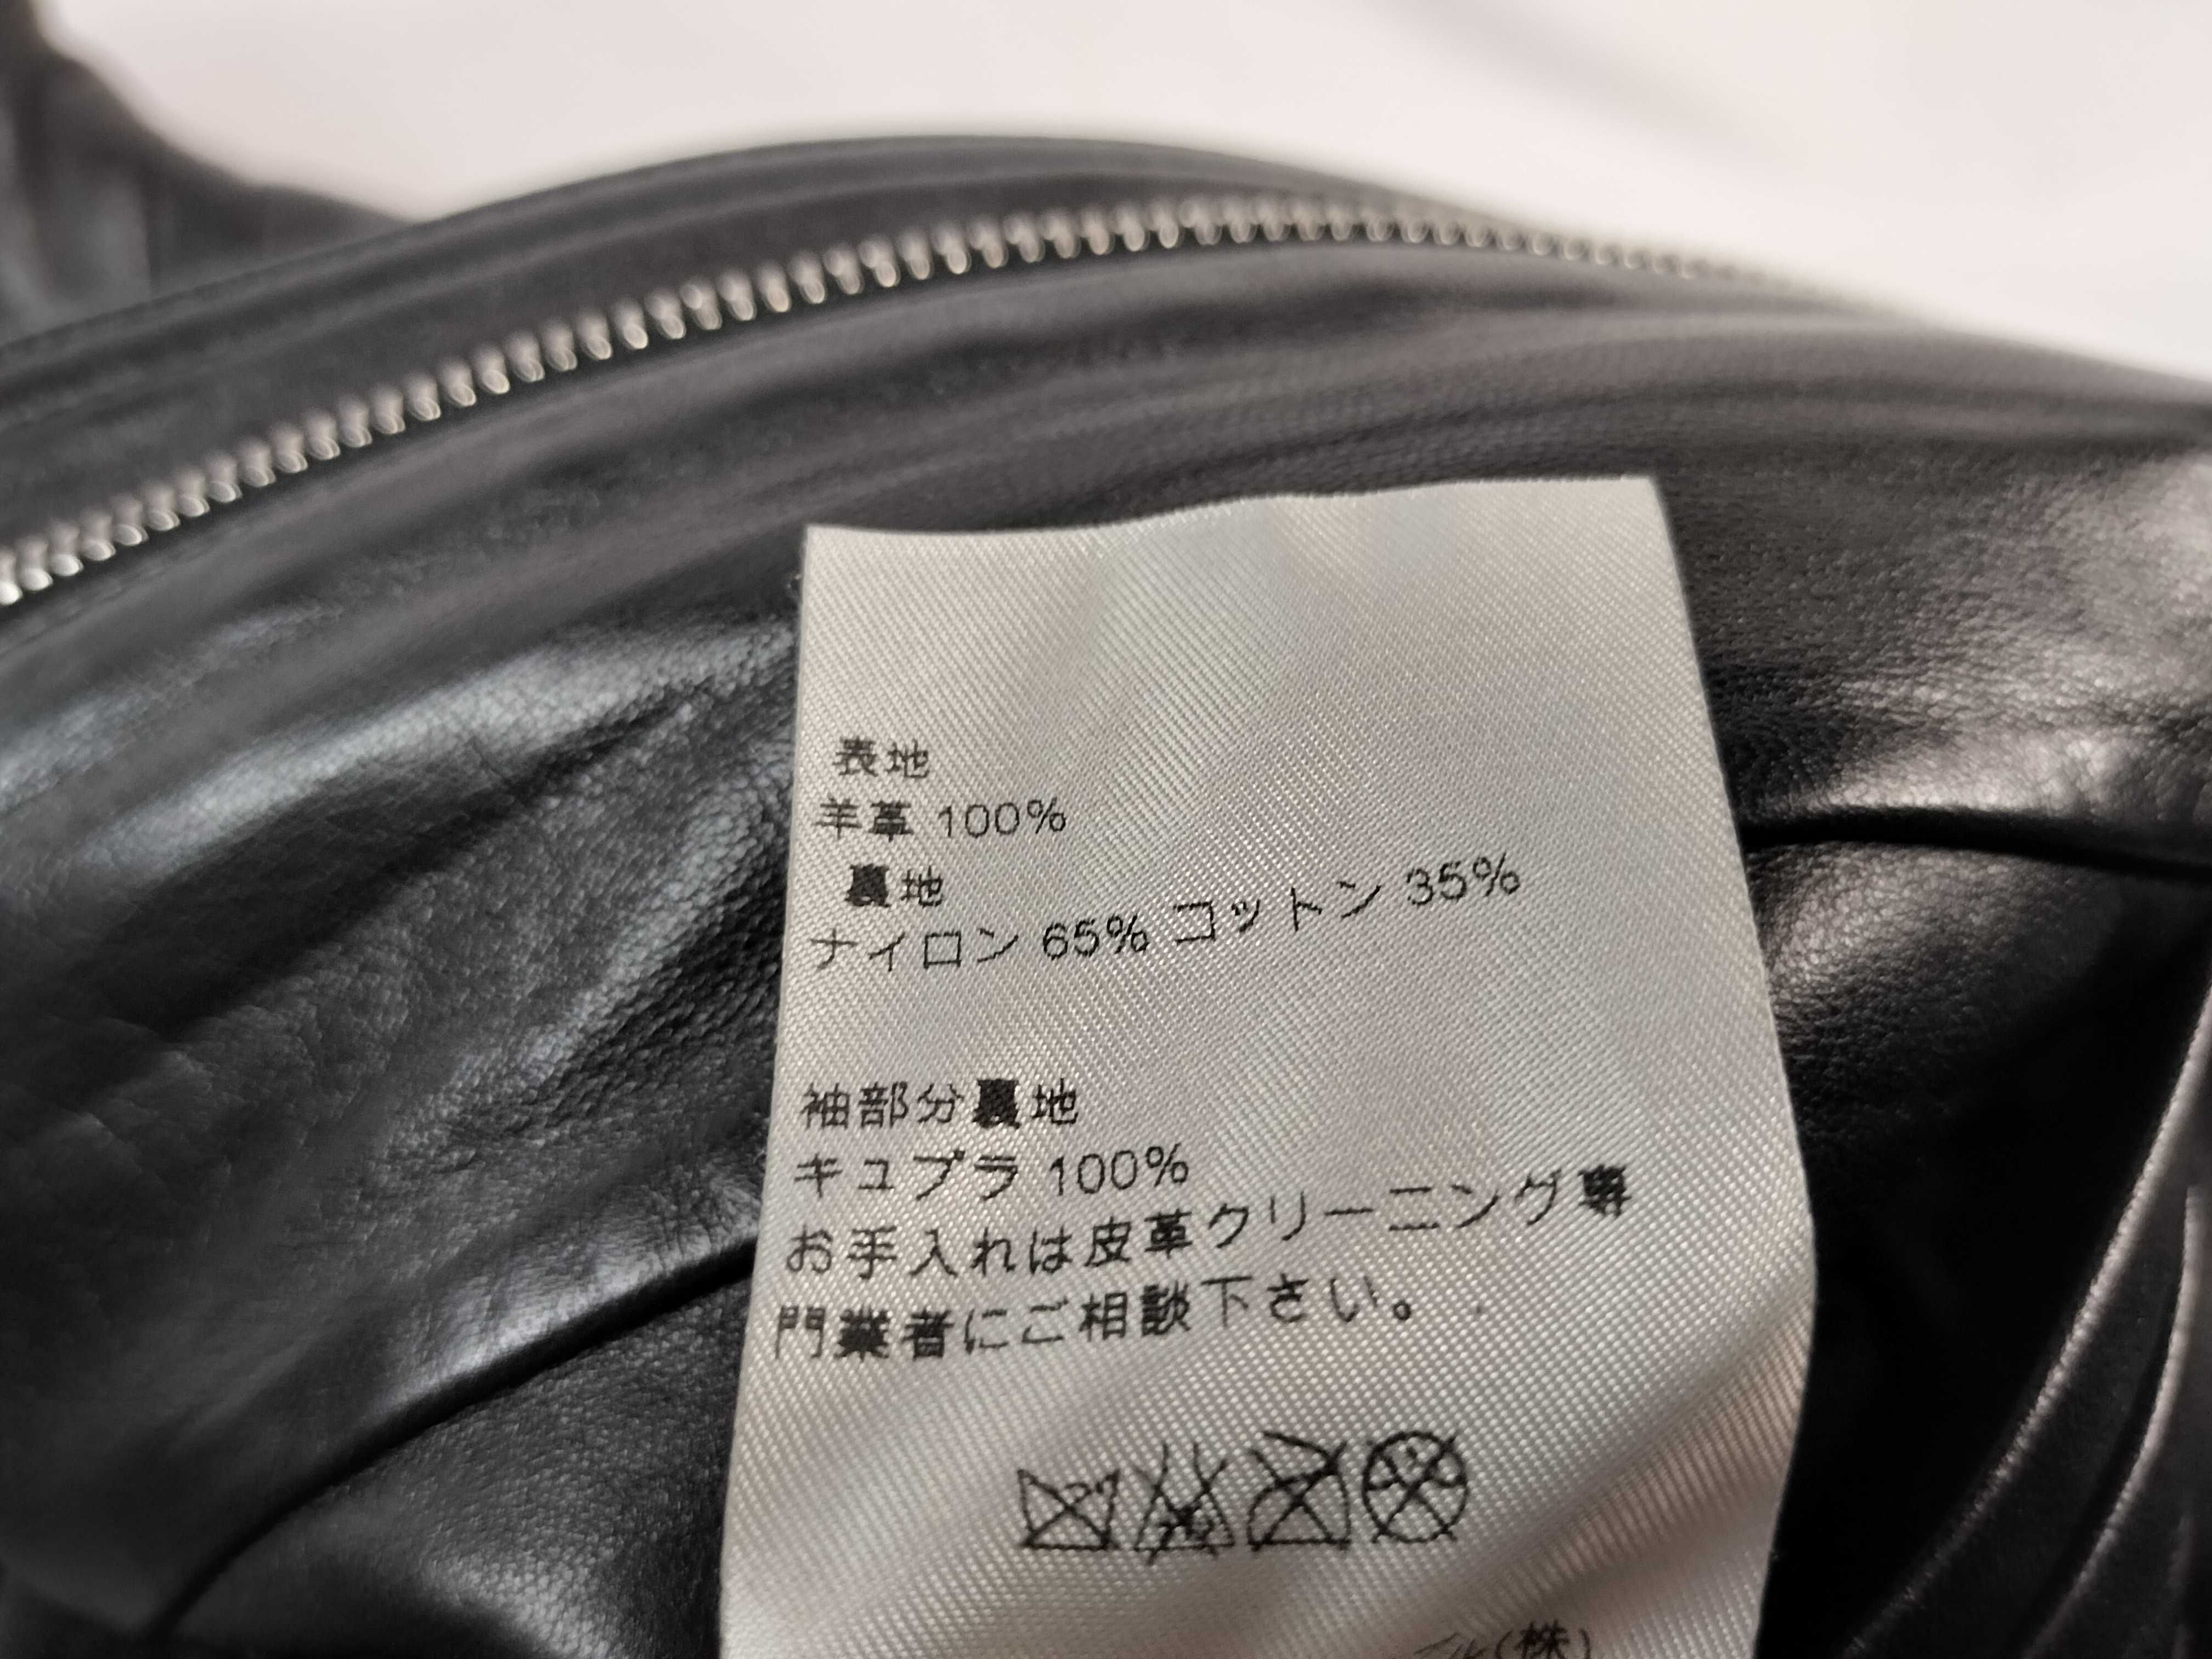 表地
羊革 100%
裏地
ナイロン 65% コットン 35%
袖部分裏地
キュプラ 100%
お手入れは皮革クリーニング専
門業者にご相談下さい。
(株)